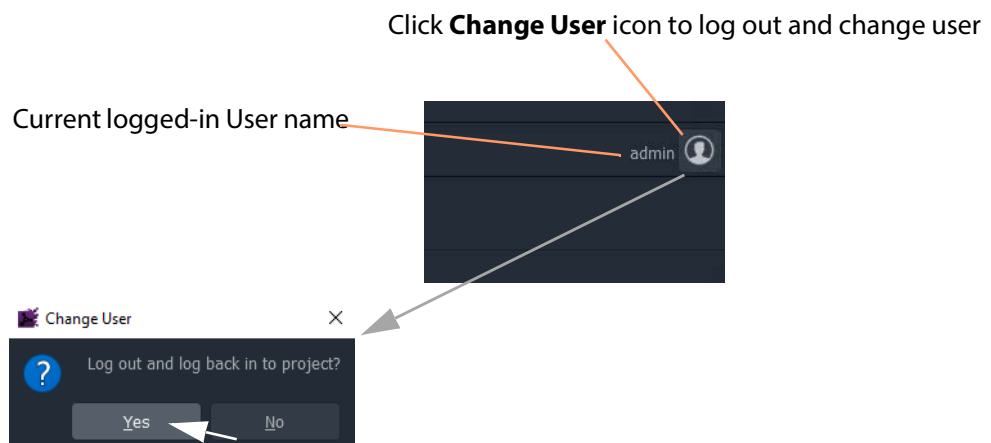 Click Change User icon to log out and change user
Current logged-in User name
admin
Change User
Log out and log back in to project?
Yes
No